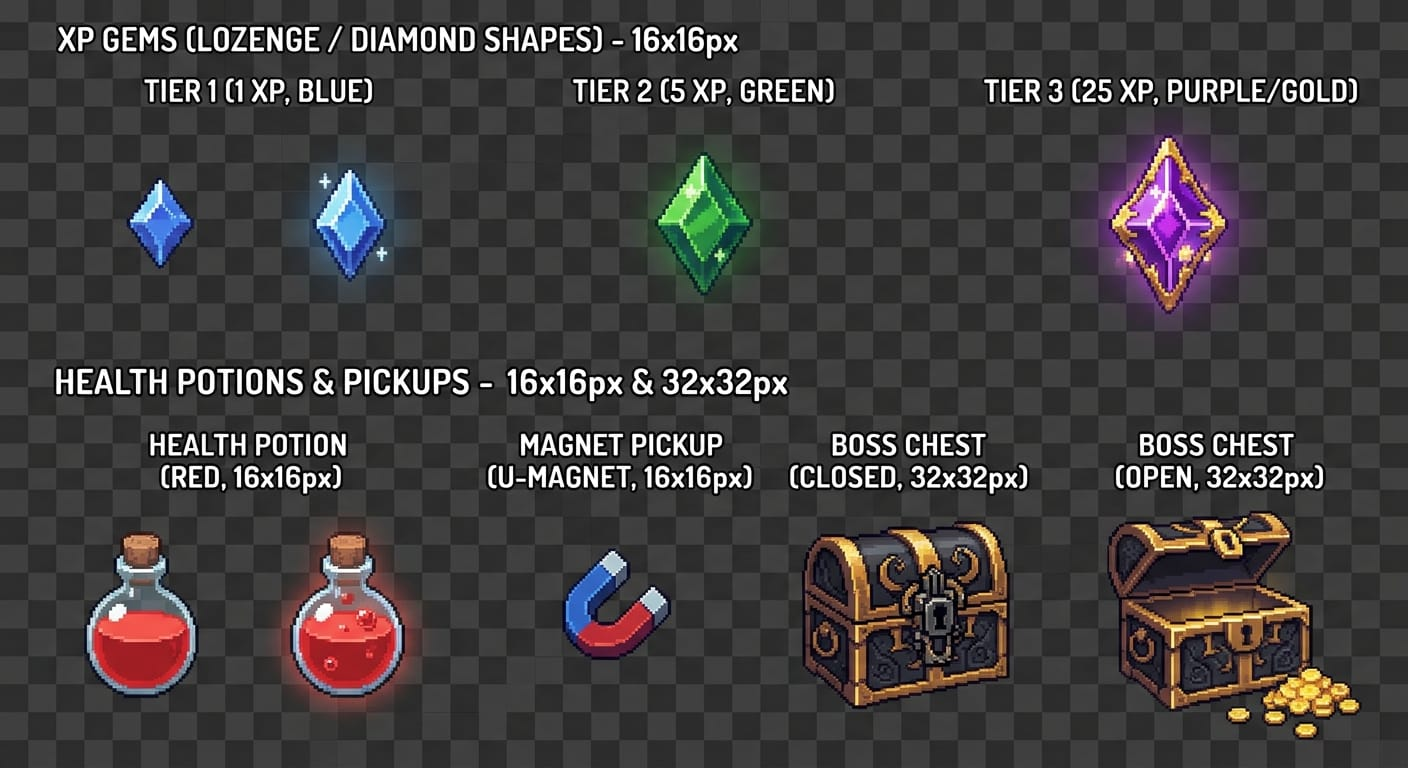 XP GEMS (LOZENGE / DIAMOND SHAPES) - 16x16px
TIER 1 (1 XP, BLUE)
TIER 2 (5 XP, GREEN)
TIER 3 (25 XP, PURPLE/GOLD)
HEALTH POTIONS & PICKUPS - 16x16px & 32x32px
HEALTH POTION
(RED, 16x16px)
MAGNET PICKUP
(U-MAGNET, 16x16px)
BOSS CHEST
(CLOSED, 32x32px)
BOSS CHEST
(OPEN, 32x32px)